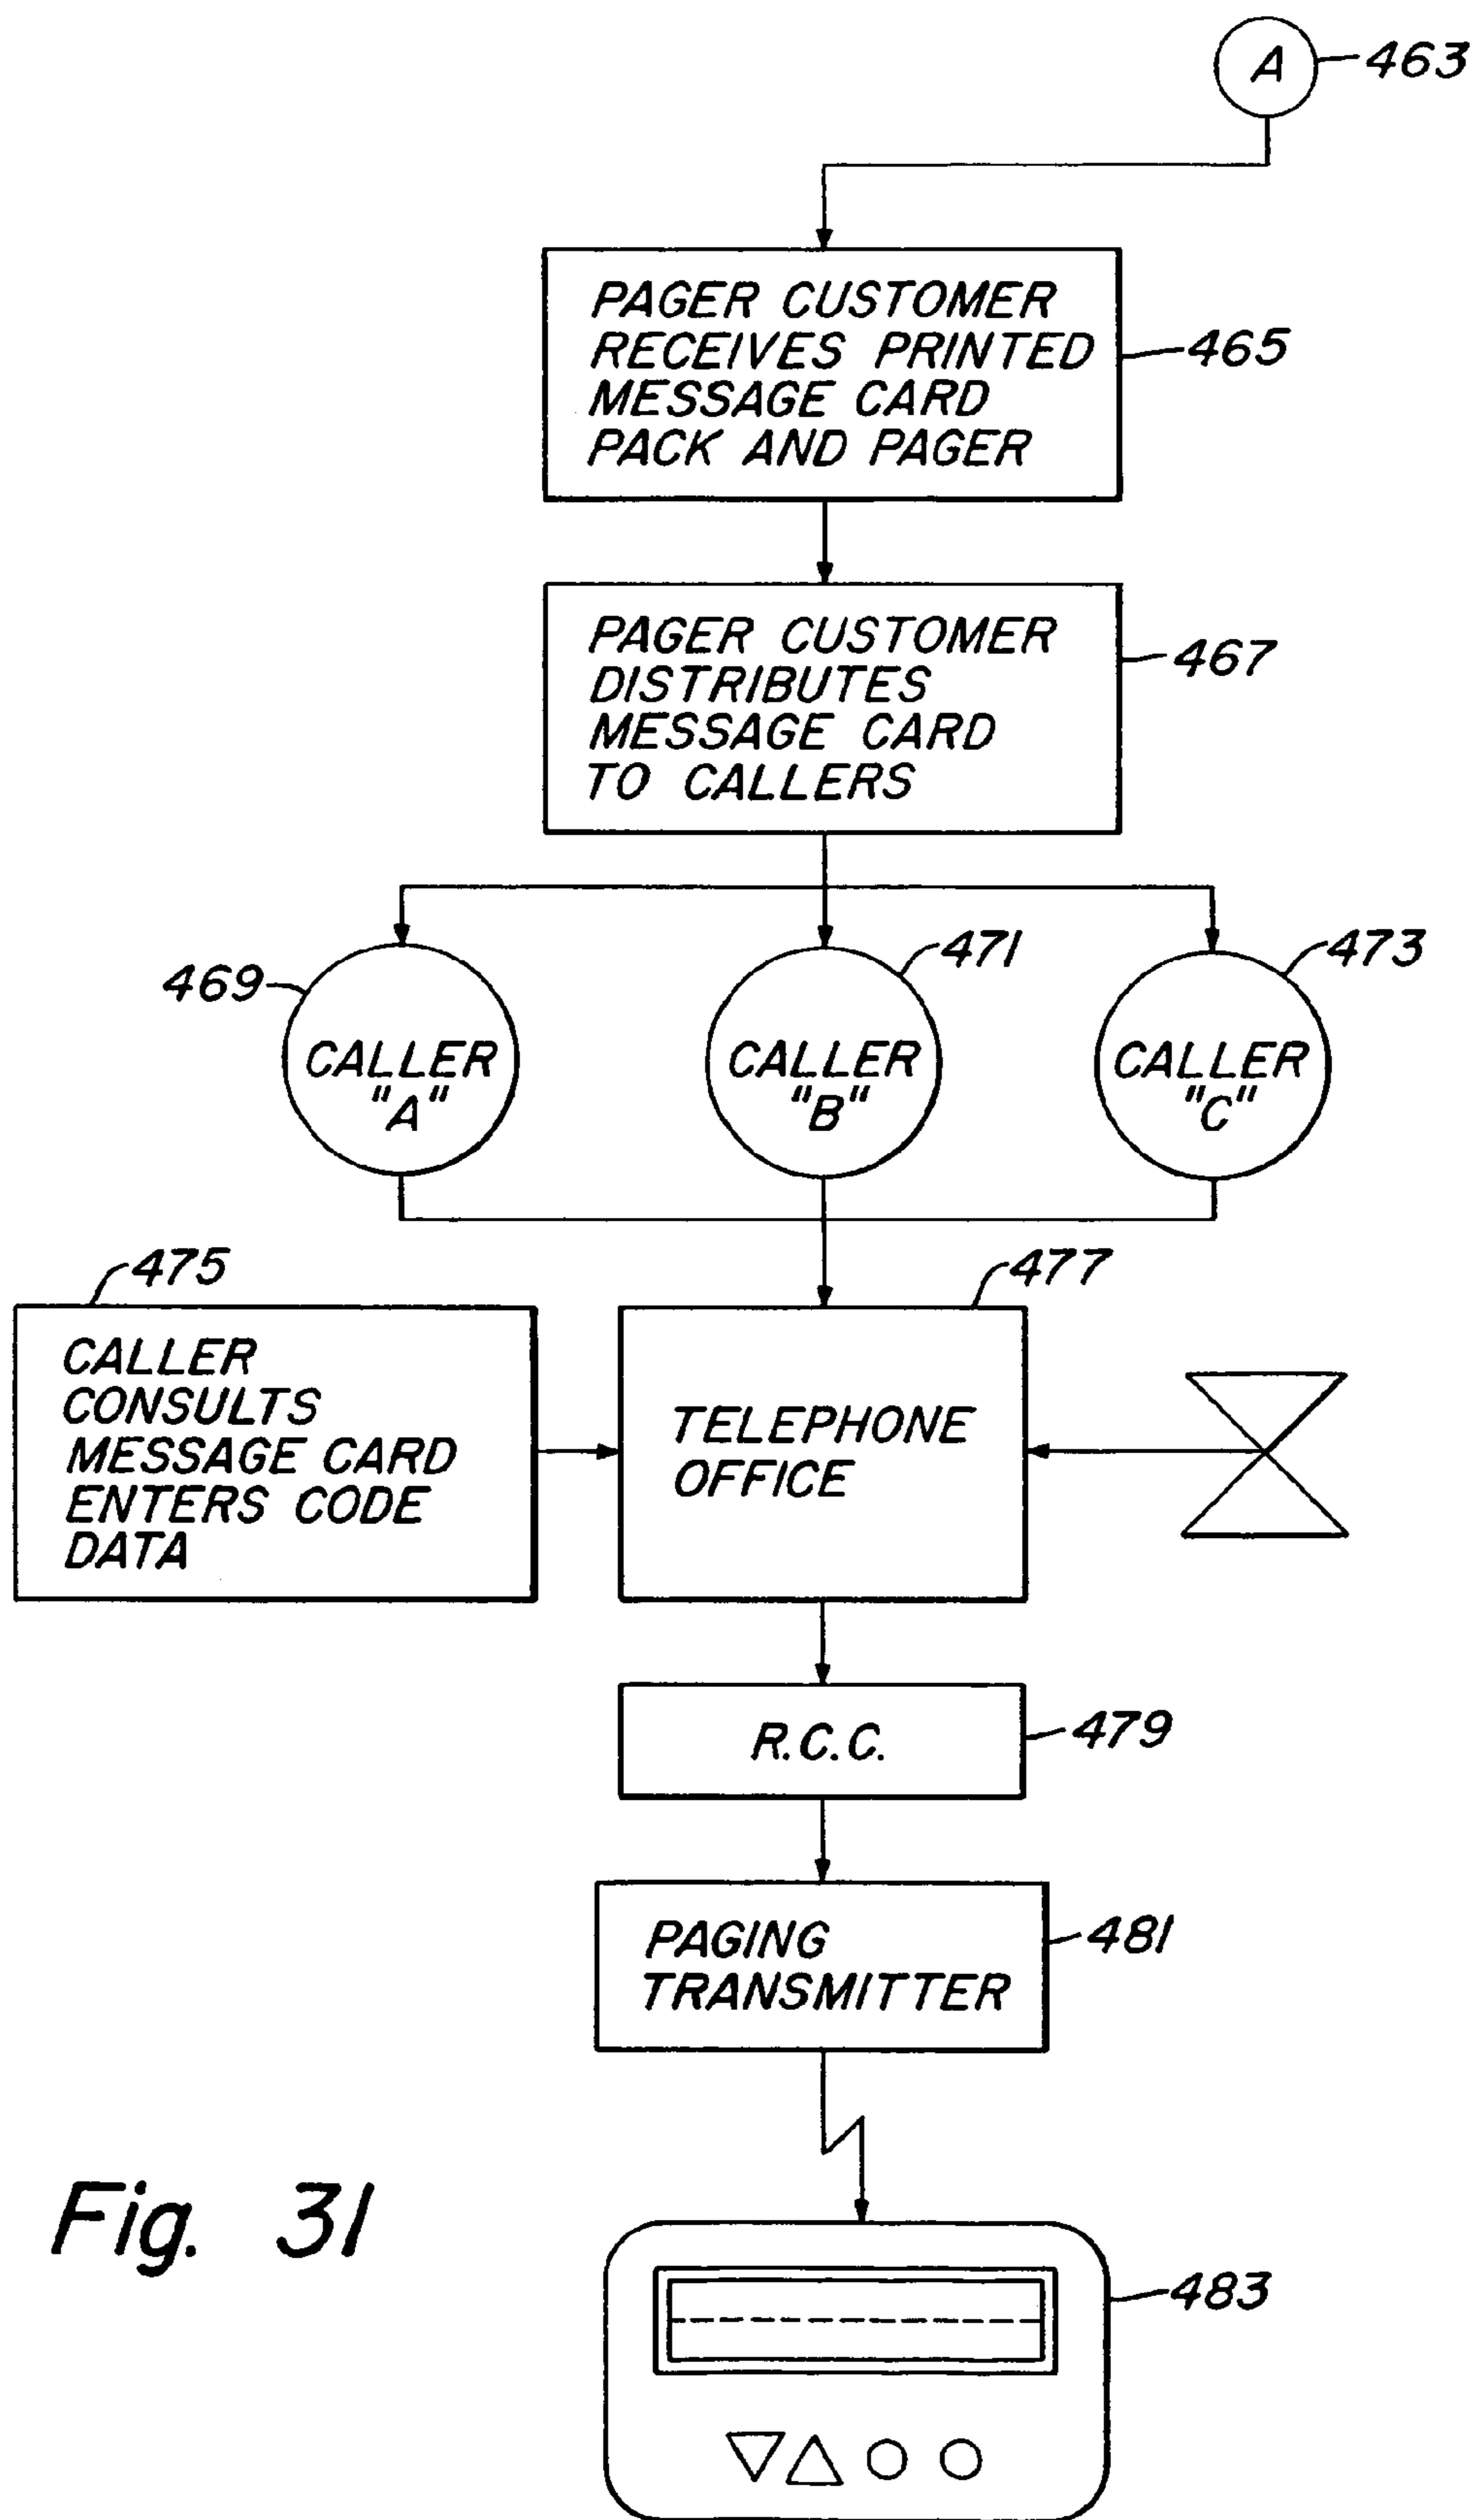 A 463
PAGER CUSTOMER
RECEIVES PRINTED
MESSAGE CARD
PACK AND PAGER
465
PAGER CUSTOMER
DISTRIBUTES
MESSAGE CARD
TO CALLERS
467
469
CALLER
"A"
471
CALLER
"B"
473
CALLER
"C"
475
CALLER
CONSULTS
MESSAGE CARD
ENTERS CODE
DATA
477
TELEPHONE
OFFICE
R.C.C.
479
PAGING
TRANSMITTER
481
Fig. 31
483